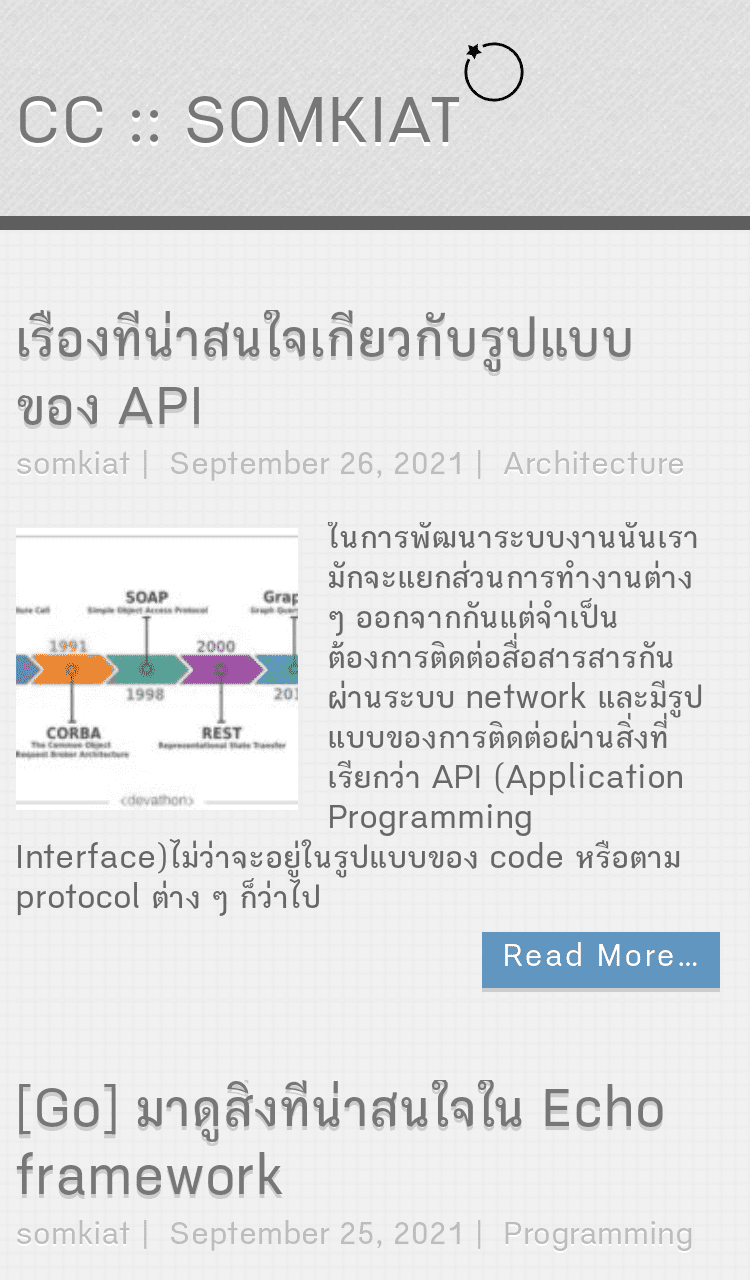 CC :: SOMKIAT
เรื่องที่น่าสนใจเกี่ยวกับรูปแบบ
ของ API
somkiat | September 26, 2021 | Architecture
ture Call
SOAP
Simple Object Access Protocol
Grap
Graph Quer
1991
2000
1998
201
CORBA
The Common Object
Request Broker Architecture
REST
Representational State Transfer
<devathon>
ในการพัฒนาระบบงานนั้นเรา
มักจะแยกส่วนการทำงานต่าง
ๆ ออกจากกันแต่จำเป็น
ต้องการติดต่อสื่อสารสารกัน
ผ่านระบบ network และมีรูป
แบบของการติดต่อผ่านสิ่งที่
เรียกว่า API (Application
Programming
Interface)ไม่ว่าจะอยู่ในรูปแบบของ code หรือตาม
protocol ต่าง ๆ ก็ว่าไป
Read More…
[Go] มาดูสิ่งที่น่าสนใจใน Echo
framework
somkiat | September 25, 2021 | Programming